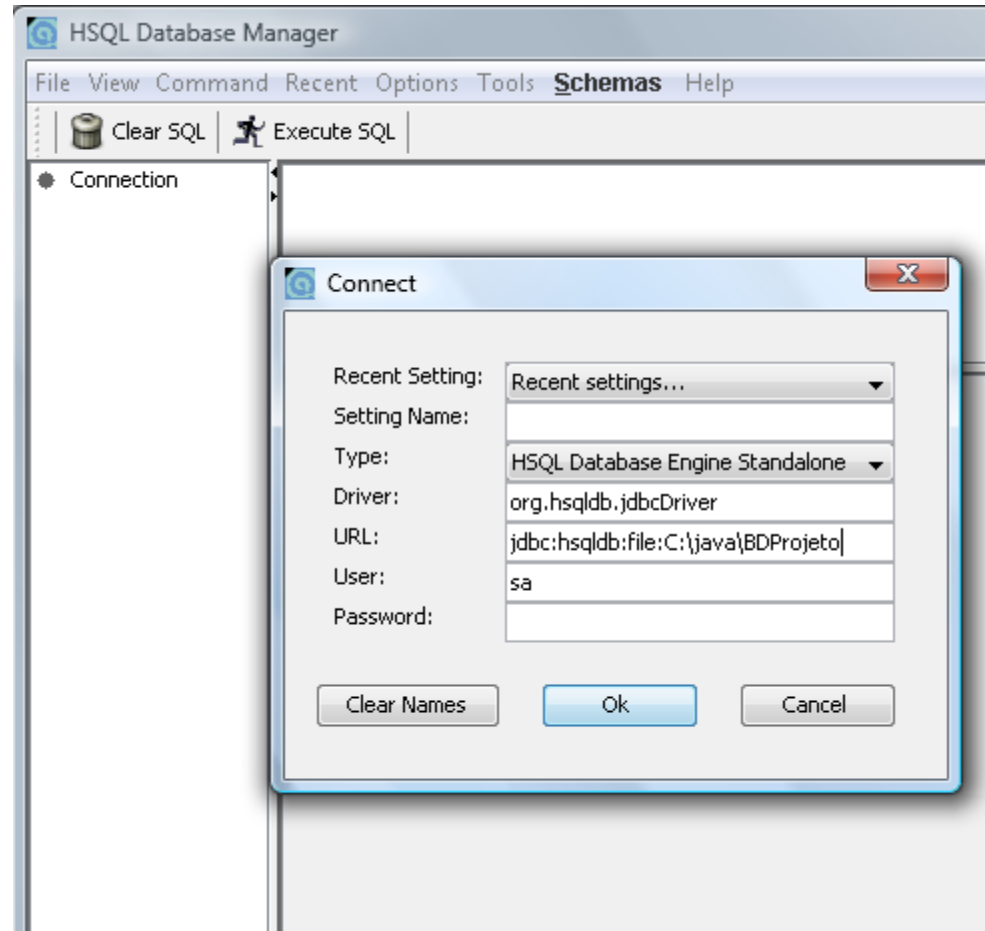 HSQL Database Manager
File View Command Recent Options Tools Schemas Help
Clear SQL Execute SQL
Connection
Connect
Recent Setting: Recent settings...
Setting Name:
Type: HSQL Database Engine Standalone
Driver: org.hsqldb.jdbcDriver
URL: jdbc:hsqldb:file:C:\java\BDProjeto
User: sa
Password:
Clear Names Ok Cancel